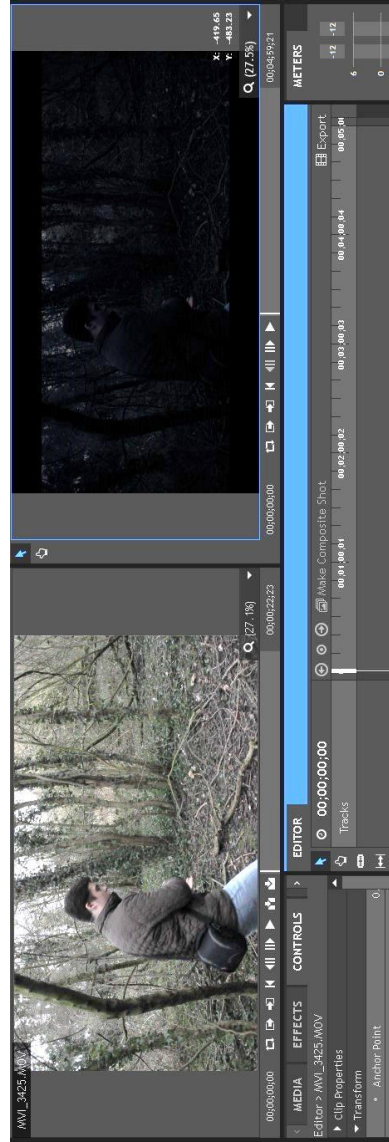 MVI_3425.MOV
(27.1%)
00;00;00;00
00;00;22;23
X: -419.65
Y: -483.23
(27.5%)
00;00;00;00
00;04;59;21
MEDIA
EFFECTS
CONTROLS
Editor > MVI_3425.MOV
Clip Properties
Transform
Anchor Point
0.
EDITOR
00;00;00;00
Make Composite Shot
Export
Tracks
00;01;00;01
00;02;00;02
00;03;00;03
00;04;00;04
00;05;0
METERS
-12
-12
6
0